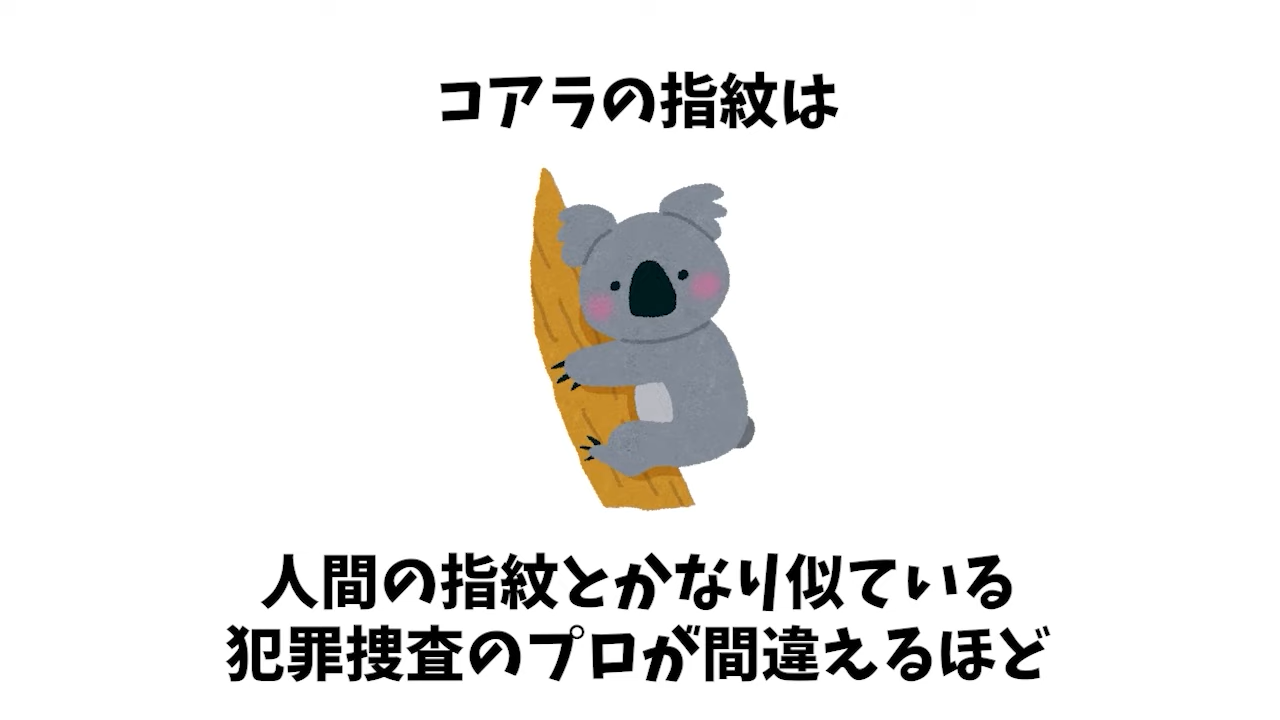 コアラの指紋は
人間の指紋とかなり似ている
犯罪捜査のプロが間違えるほど